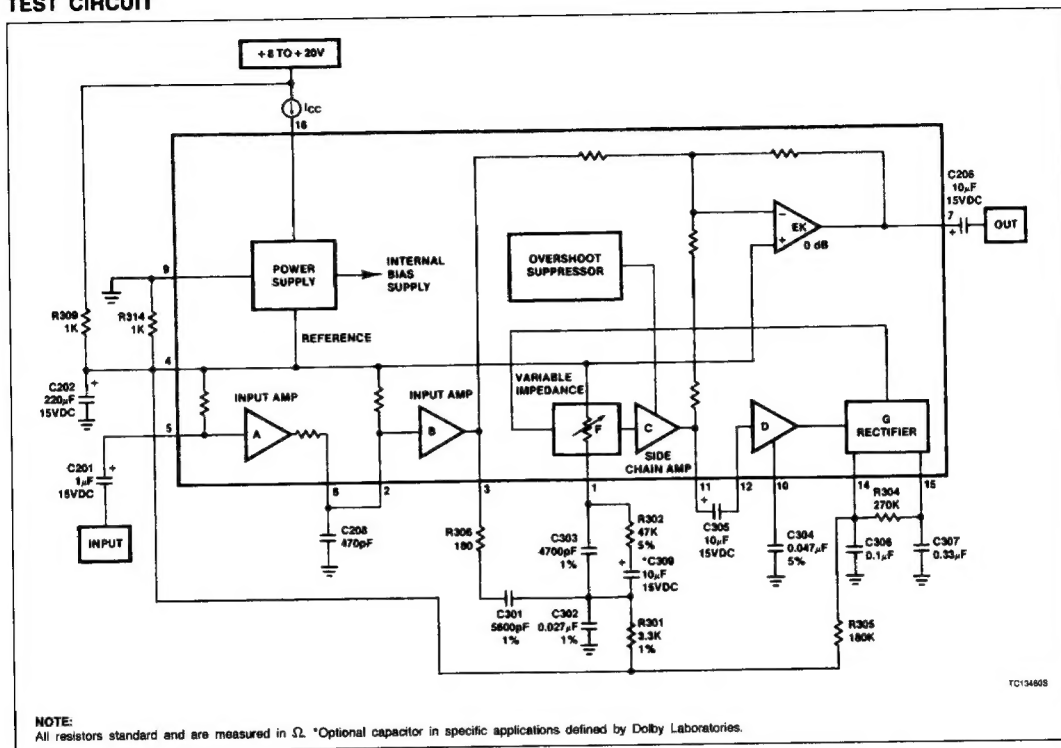 TEST CIRCUIT
+8 TO +20V
ICC
16
C206
10μF
15VDC
7
+
OUT
−
EK
+
0 dB
9
POWER
SUPPLY
INTERNAL
BIAS
SUPPLY
OVERSHOOT
SUPPRESSOR
R309
1K
R314
1K
REFERENCE
4
+
C202
220μF
15VDC
INPUT AMP
INPUT AMP
VARIABLE
IMPEDANCE
5
A
B
F
C
D
G
RECTIFIER
SIDE
CHAIN AMP
C201
1μF
15VDC
+
INPUT
6
2
3
1
11
12
10
14
15
C208
470pF
R306
180
C303
4700pF
1%
R302
47K
5%
+
*C309
10μF
15VDC
+
C305
10μF
15VDC
C304
0.047μF
5%
R304
270K
C306
0.1μF
C307
0.33μF
C301
5600pF
1%
C302
0.027μF
1%
R301
3.3K
1%
R305
180K
TC13460S
NOTE:
All resistors standard and are measured in Ω. *Optional capacitor in specific applications defined by Dolby Laboratories.